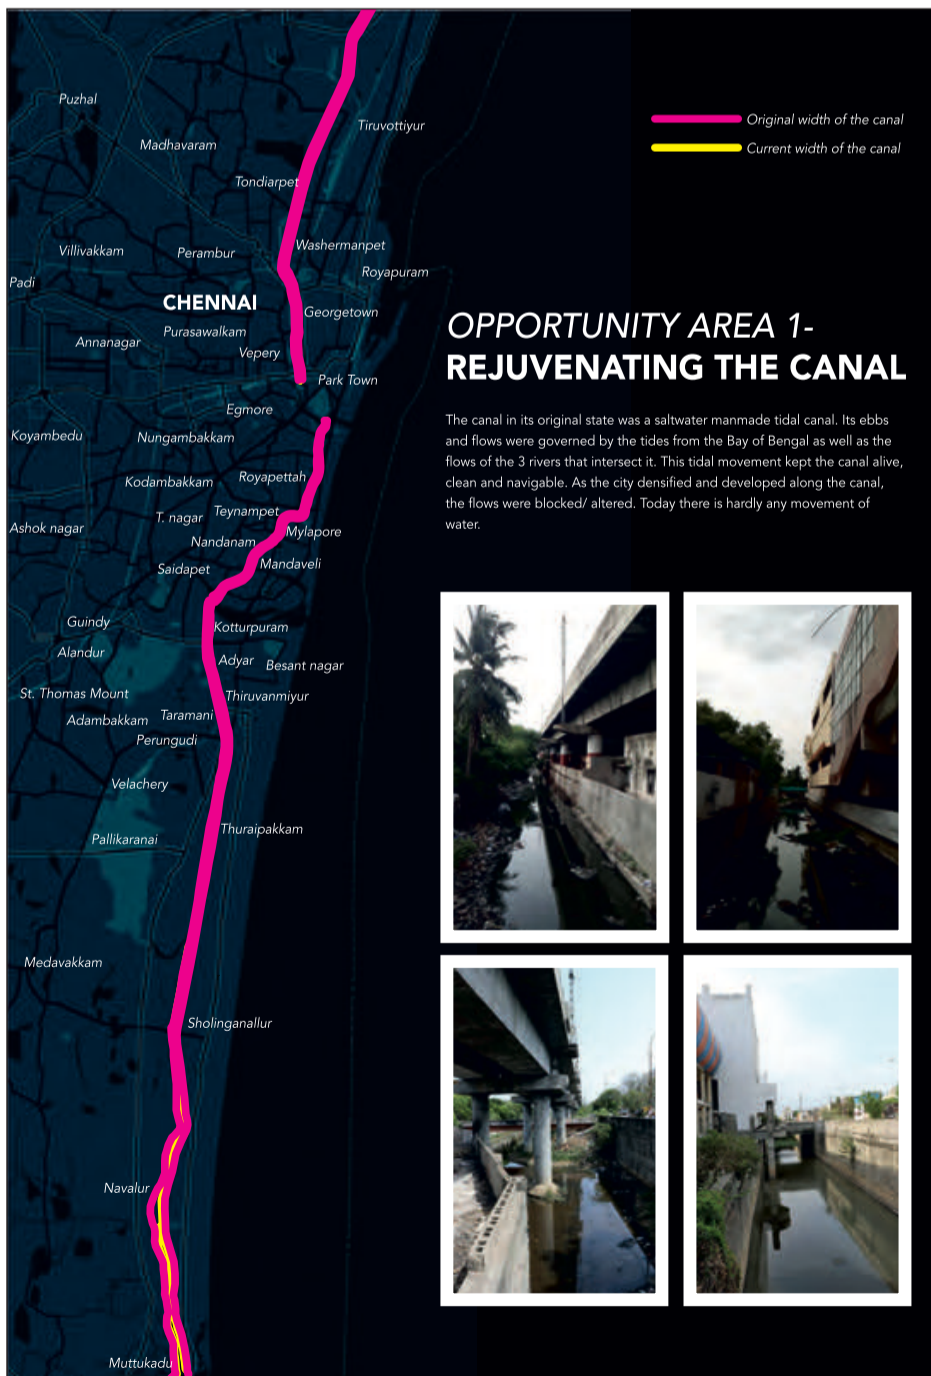 Puzhal
Tiruvottiyur
Madhavaram
Tondiarpet
Washermanpet
Villivakkam
Perambur
Royapuram
Padi
CHENNAI
Georgetown
Purasawalkam
Annanagar
Vepery
Park Town
Egmore
Koyambedu
Nungambakkam
Royapettah
Kodambakkam
Teynampet
T. nagar
Ashok nagar
Mylapore
Nandanam
Mandaveli
Saidapet
Guindy
Kotturpuram
Alandur
Adyar
Besant nagar
St. Thomas Mount
Thiruvanmiyur
Taramani
Adambakkam
Perungudi
Velachery
Thuraipakkam
Pallikaranai
Medavakkam
Sholinganallur
Navalur
Muttukadu
Original width of the canal
Current width of the canal
OPPORTUNITY AREA 1-
REJUVENATING THE CANAL
The canal in its original state was a saltwater manmade tidal canal. Its ebbs
and flows were governed by the tides from the Bay of Bengal as well as the
flows of the 3 rivers that intersect it. This tidal movement kept the canal alive,
clean and navigable. As the city densified and developed along the canal,
the flows were blocked/ altered. Today there is hardly any movement of
water.